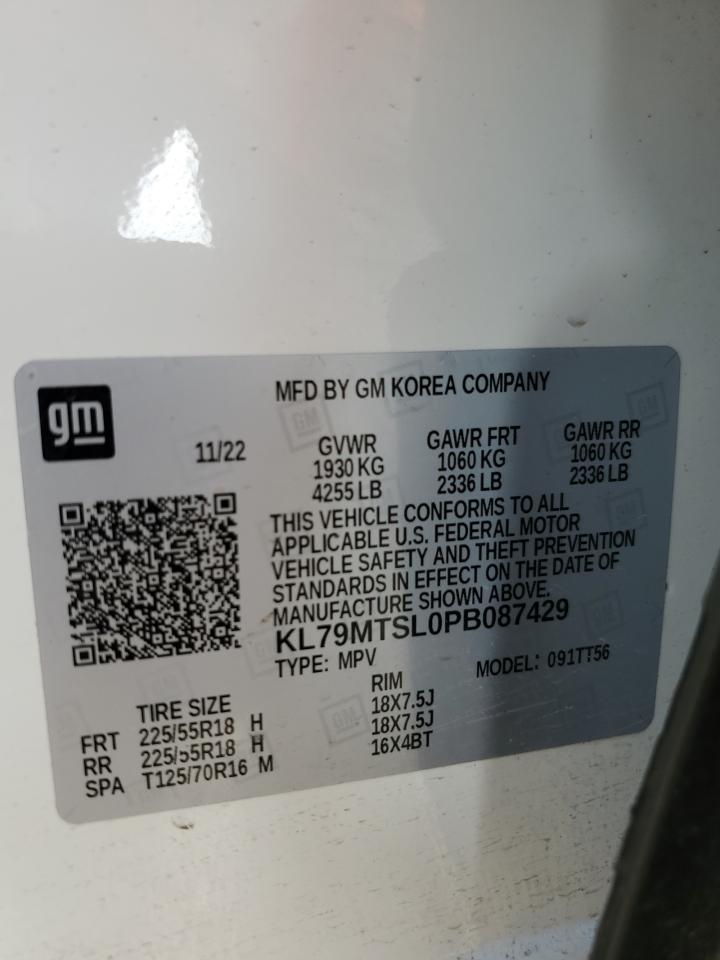 gm
MFD BY GM KOREA COMPANY
11/22
GVWR GAWR FRT GAWR RR
1930 KG 1060 KG 1060 KG
4255 LB 2336 LB 2336 LB
THIS VEHICLE CONFORMS TO ALL
APPLICABLE U.S. FEDERAL MOTOR
VEHICLE SAFETY AND THEFT PREVENTION
STANDARDS IN EFFECT ON THE DATE OF
MANUFACTURE SHOWN ABOVE.
KL79MTSL0PB087429
TYPE: MPV MODEL: 091TT56
TIRE SIZE RIM
FRT 225/55R18 H 18X7.5J
RR 225/55R18 H 18X7.5J
SPA T125/70R16 M 16X4BT